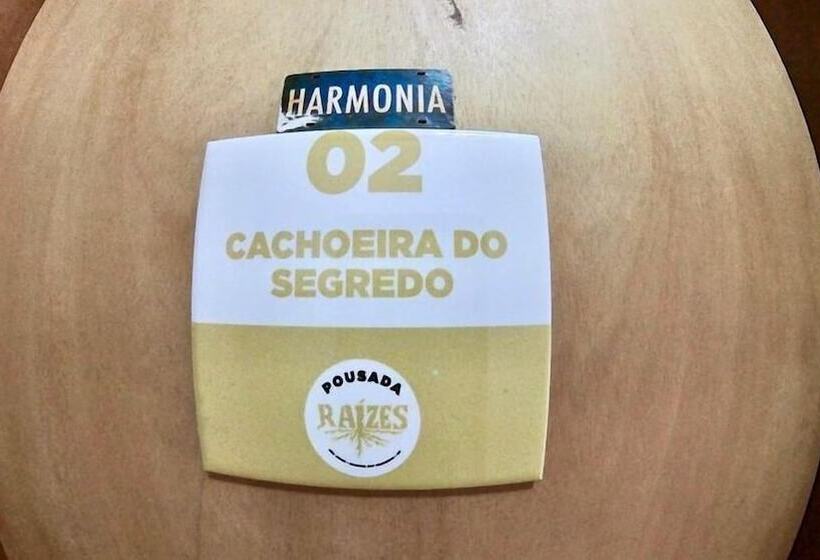 HARMONIA
02
CACHOEIRA DO
SEGREDO
POUSADA
RAÍZES